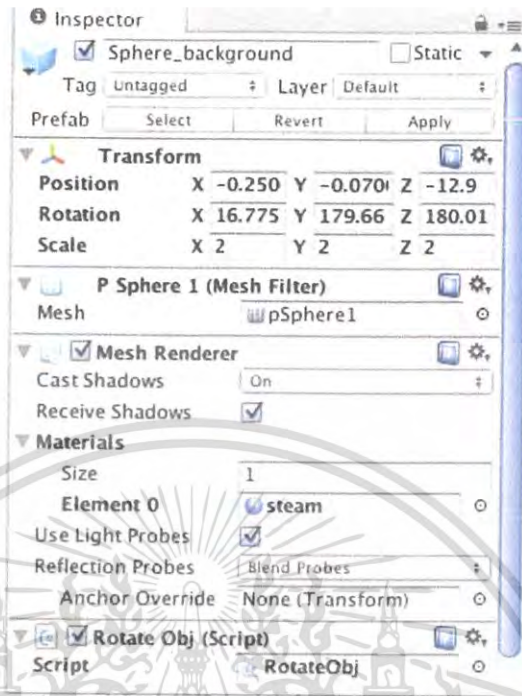 Inspector
Sphere_background Static
Tag Untagged Layer Default
Prefab Select Revert Apply
Transform
Position X -0.250 Y -0.070 Z -12.9
Rotation X 16.775 Y 179.66 Z 180.01
Scale X 2 Y 2 Z 2
P Sphere 1 (Mesh Filter)
Mesh pSphere1
Mesh Renderer
Cast Shadows On
Receive Shadows
Materials
Size 1
Element 0 steam
Use Light Probes
Reflection Probes Blend Probes
Anchor Override None (Transform)
Rotate Obj (Script)
Script RotateObj